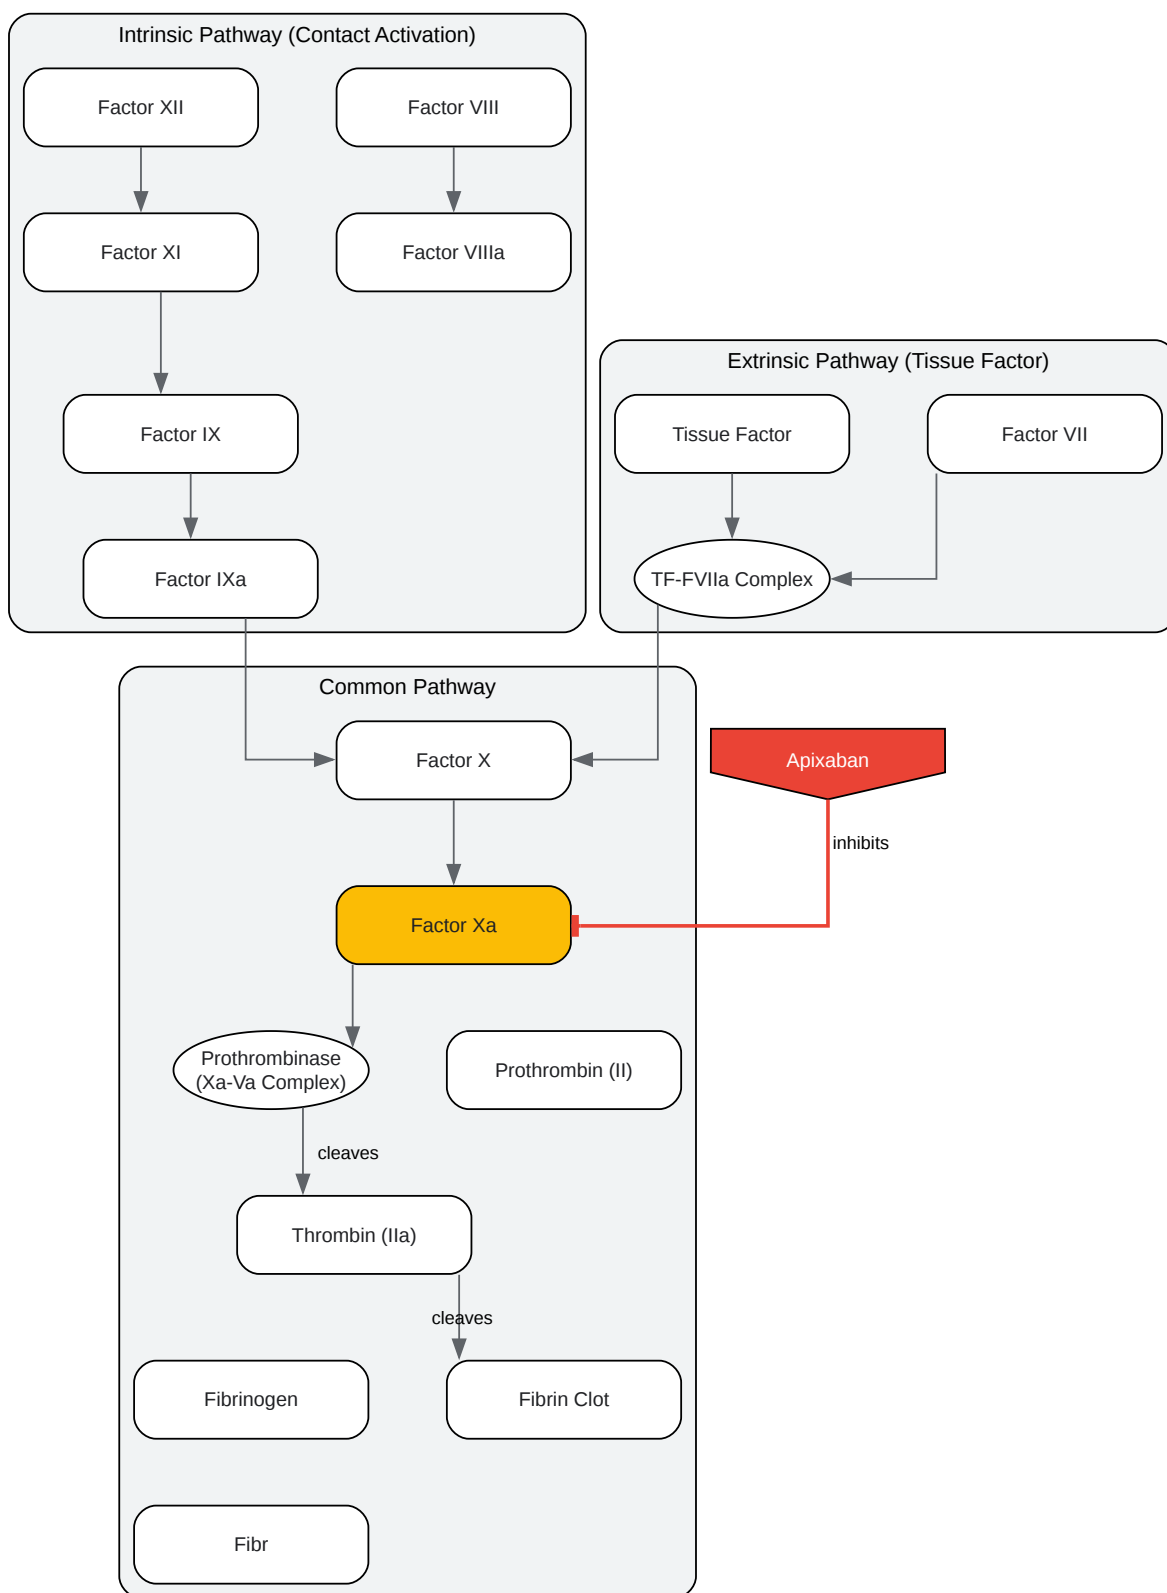 Intrinsic Pathway (Contact Activation)
Factor XII
Factor VIII
Factor XI
Factor VIIIa
Factor IX
Factor IXa
Extrinsic Pathway (Tissue Factor)
Tissue Factor
Factor VII
TF-FVIIa Complex
Common Pathway
Factor X
Apixaban
inhibits
Factor Xa
Prothrombinase
(Xa-Va Complex)
Prothrombin (II)
cleaves
Thrombin (IIa)
cleaves
Fibrinogen
Fibrin Clot
Fibr